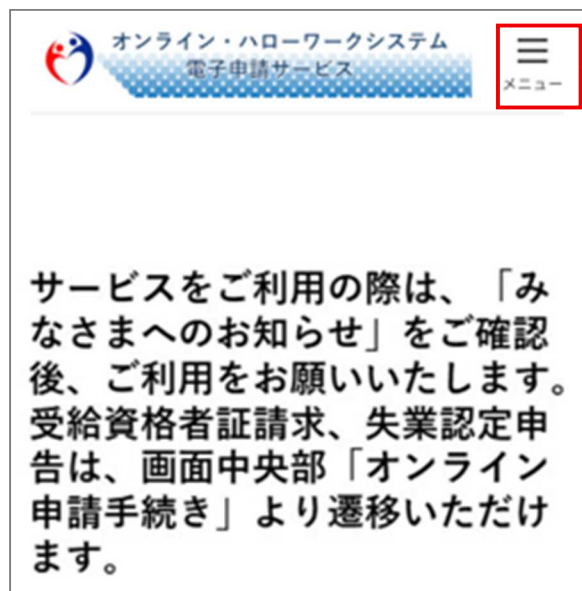 オンライン・ハローワークシステム
電子申請サービス
メニュー
サービスをご利用の際は、「み
なさまへのお知らせ」をご確認
後、ご利用をお願いいたします。
受給資格者証請求、失業認定申
告は、画面中央部「オンライン
申請手続き」より遷移いただけ
ます。